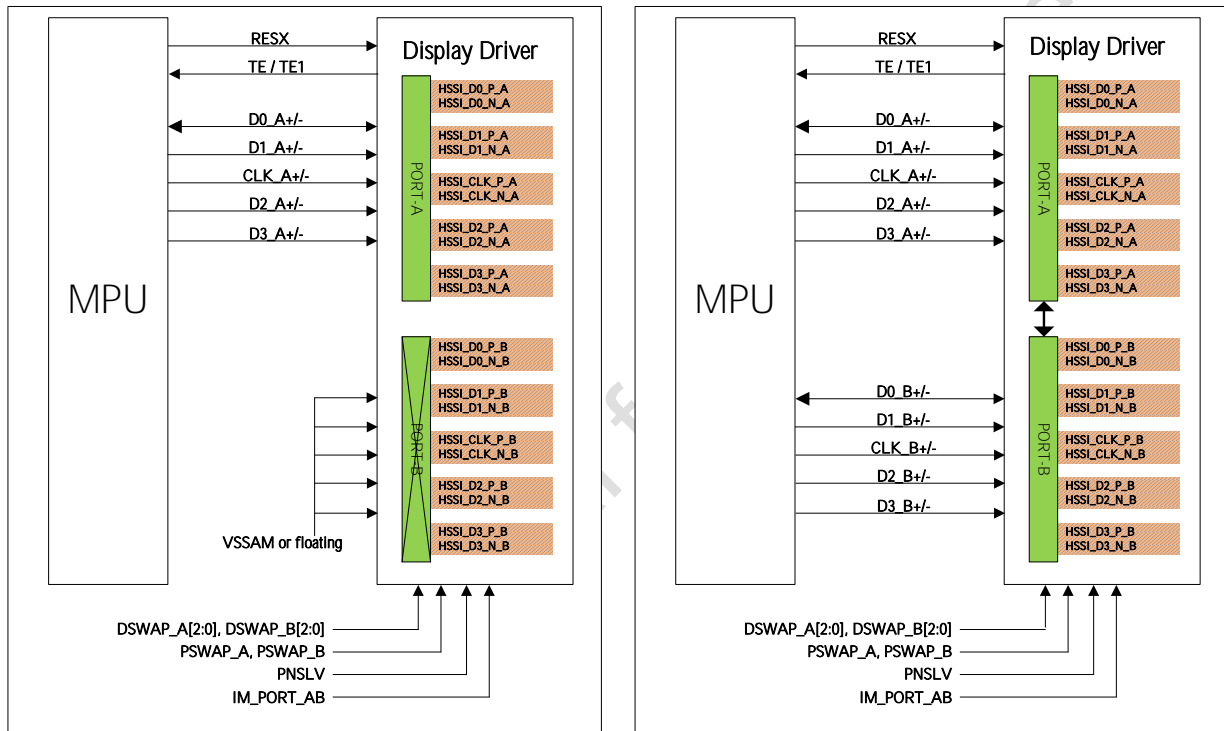 RESX
TE / TE1
D0_A+/-
D1_A+/-
CLK_A+/-
D2_A+/-
D3_A+/-
MPU
VSSAM or floating
Display Driver
PORT-A
HSSI_D0_P_A
HSSI_D0_N_A
HSSI_D1_P_A
HSSI_D1_N_A
HSSI_CLK_P_A
HSSI_CLK_N_A
HSSI_D2_P_A
HSSI_D2_N_A
HSSI_D3_P_A
HSSI_D3_N_A
PORT-B
HSSI_D0_P_B
HSSI_D0_N_B
HSSI_D1_P_B
HSSI_D1_N_B
HSSI_CLK_P_B
HSSI_CLK_N_B
HSSI_D2_P_B
HSSI_D2_N_B
HSSI_D3_P_B
HSSI_D3_N_B
DSWAP_A[2:0], DSWAP_B[2:0]
PSWAP_A, PSWAP_B
PNSLV
IM_PORT_AB
RESX
TE / TE1
D0_A+/-
D1_A+/-
CLK_A+/-
D2_A+/-
D3_A+/-
MPU
D0_B+/-
D1_B+/-
CLK_B+/-
D2_B+/-
D3_B+/-
Display Driver
PORT-A
HSSI_D0_P_A
HSSI_D0_N_A
HSSI_D1_P_A
HSSI_D1_N_A
HSSI_CLK_P_A
HSSI_CLK_N_A
HSSI_D2_P_A
HSSI_D2_N_A
HSSI_D3_P_A
HSSI_D3_N_A
PORT-B
HSSI_D0_P_B
HSSI_D0_N_B
HSSI_D1_P_B
HSSI_D1_N_B
HSSI_CLK_P_B
HSSI_CLK_N_B
HSSI_D2_P_B
HSSI_D2_N_B
HSSI_D3_P_B
HSSI_D3_N_B
DSWAP_A[2:0], DSWAP_B[2:0]
PSWAP_A, PSWAP_B
PNSLV
IM_PORT_AB